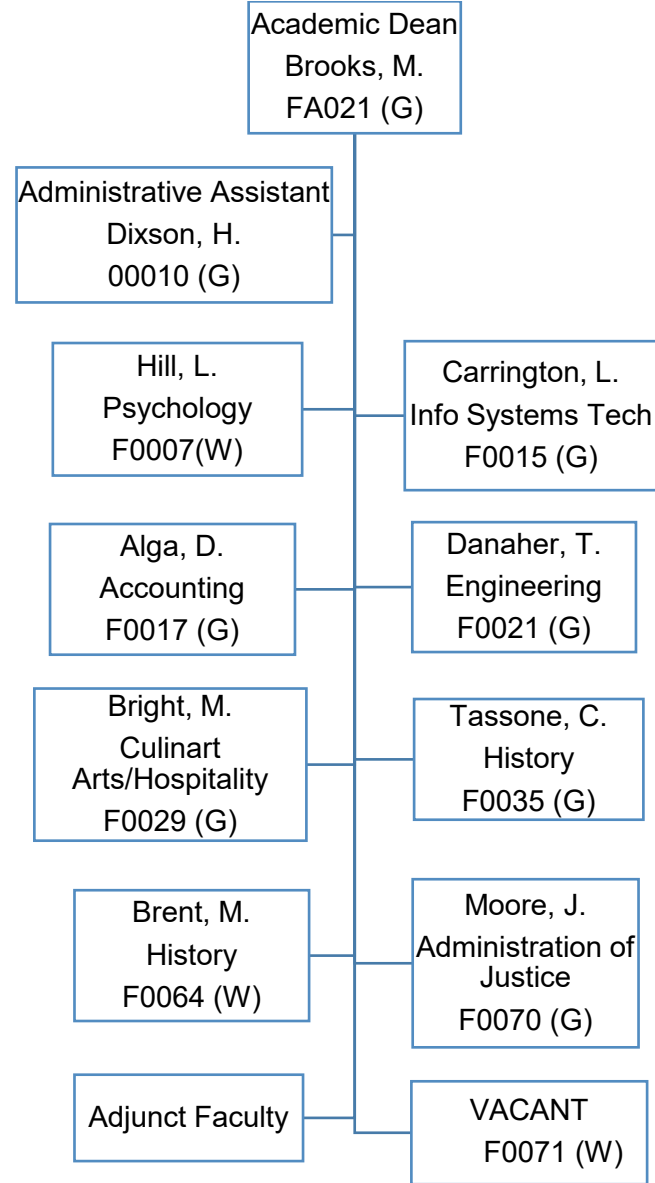 Academic Dean
Brooks, M.
FA021 (G)
Administrative Assistant
Dixson, H.
00010 (G)
Hill, L.
Psychology
F0007(W)
Carrington, L.
Info Systems Tech
F0015 (G)
Alga, D.
Accounting
F0017 (G)
Danaher, T.
Engineering
F0021 (G)
Bright, M.
Culinart
Arts/Hospitality
F0029 (G)
Tassone, C.
History
F0035 (G)
Brent, M.
History
F0064 (W)
Moore, J.
Administration of
Justice
F0070 (G)
Adjunct Faculty
VACANT
F0071 (W)